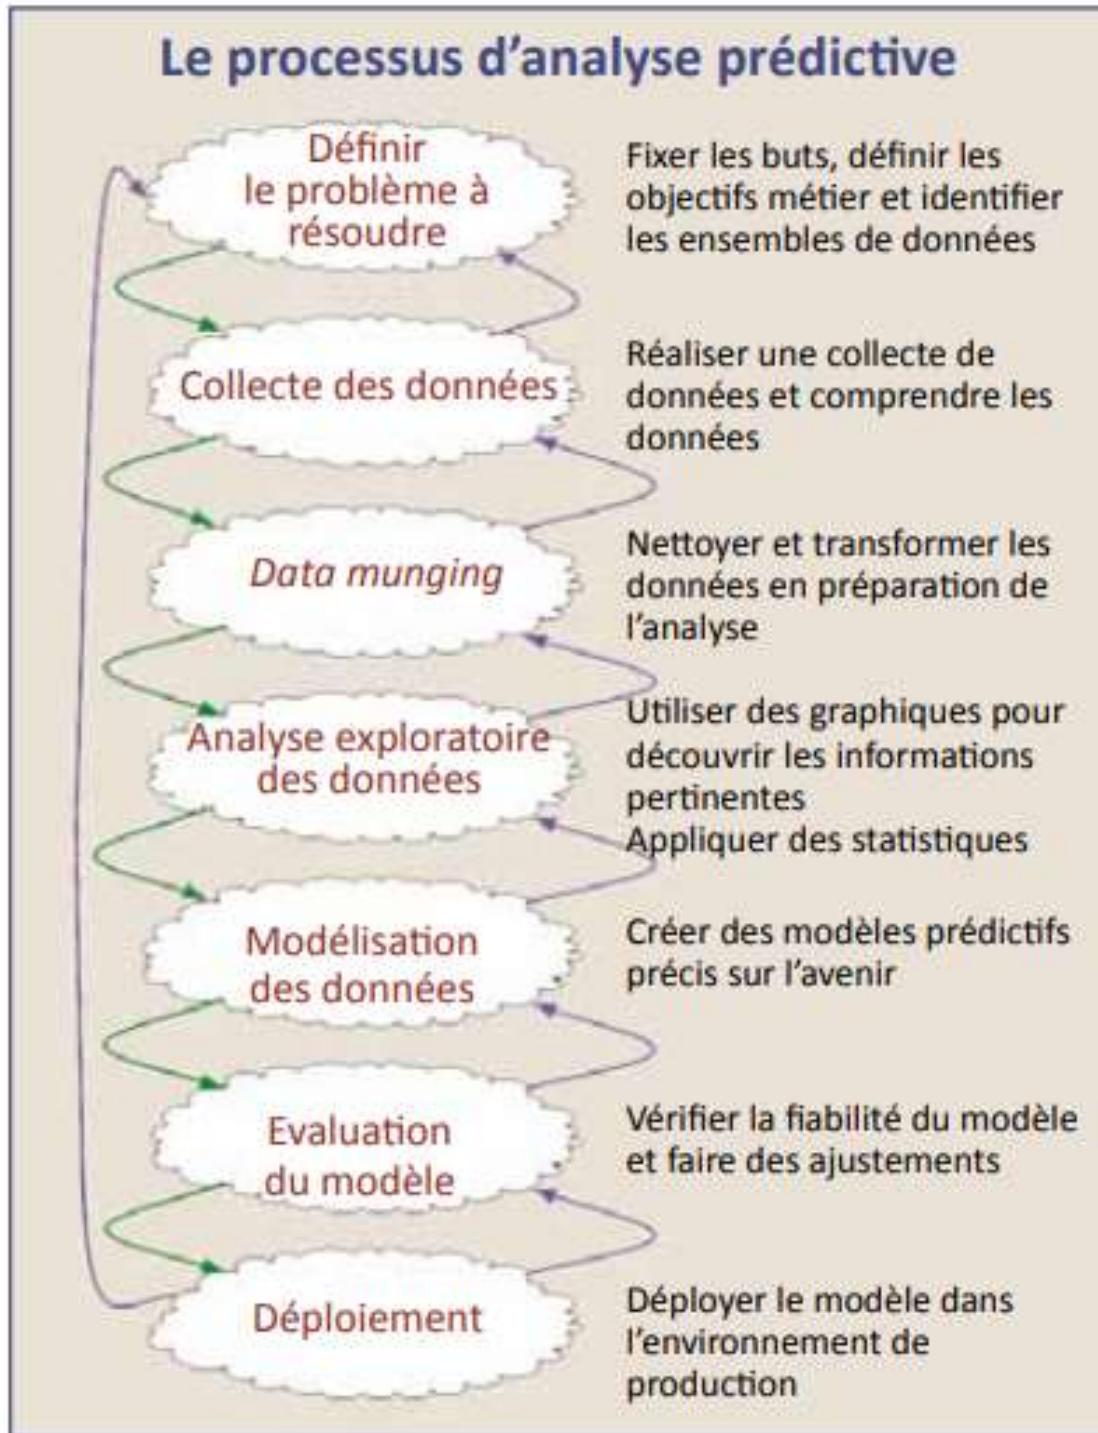 Le processus d'analyse prédictive
Définir
le problème à
résoudre
Fixer les buts, définir les
objectifs métier et identifier
les ensembles de données
Collecte des données
Réaliser une collecte de
données et comprendre les
données
Data munging
Nettoyer et transformer les
données en préparation de
l'analyse
Analyse exploratoire
des données
Utiliser des graphiques pour
découvrir les informations
pertinentes
Appliquer des statistiques
Modélisation
des données
Créer des modèles prédictifs
précis sur l'avenir
Evaluation
du modèle
Vérifier la fiabilité du modèle
et faire des ajustements
Déploiement
Déployer le modèle dans
l'environnement de
production